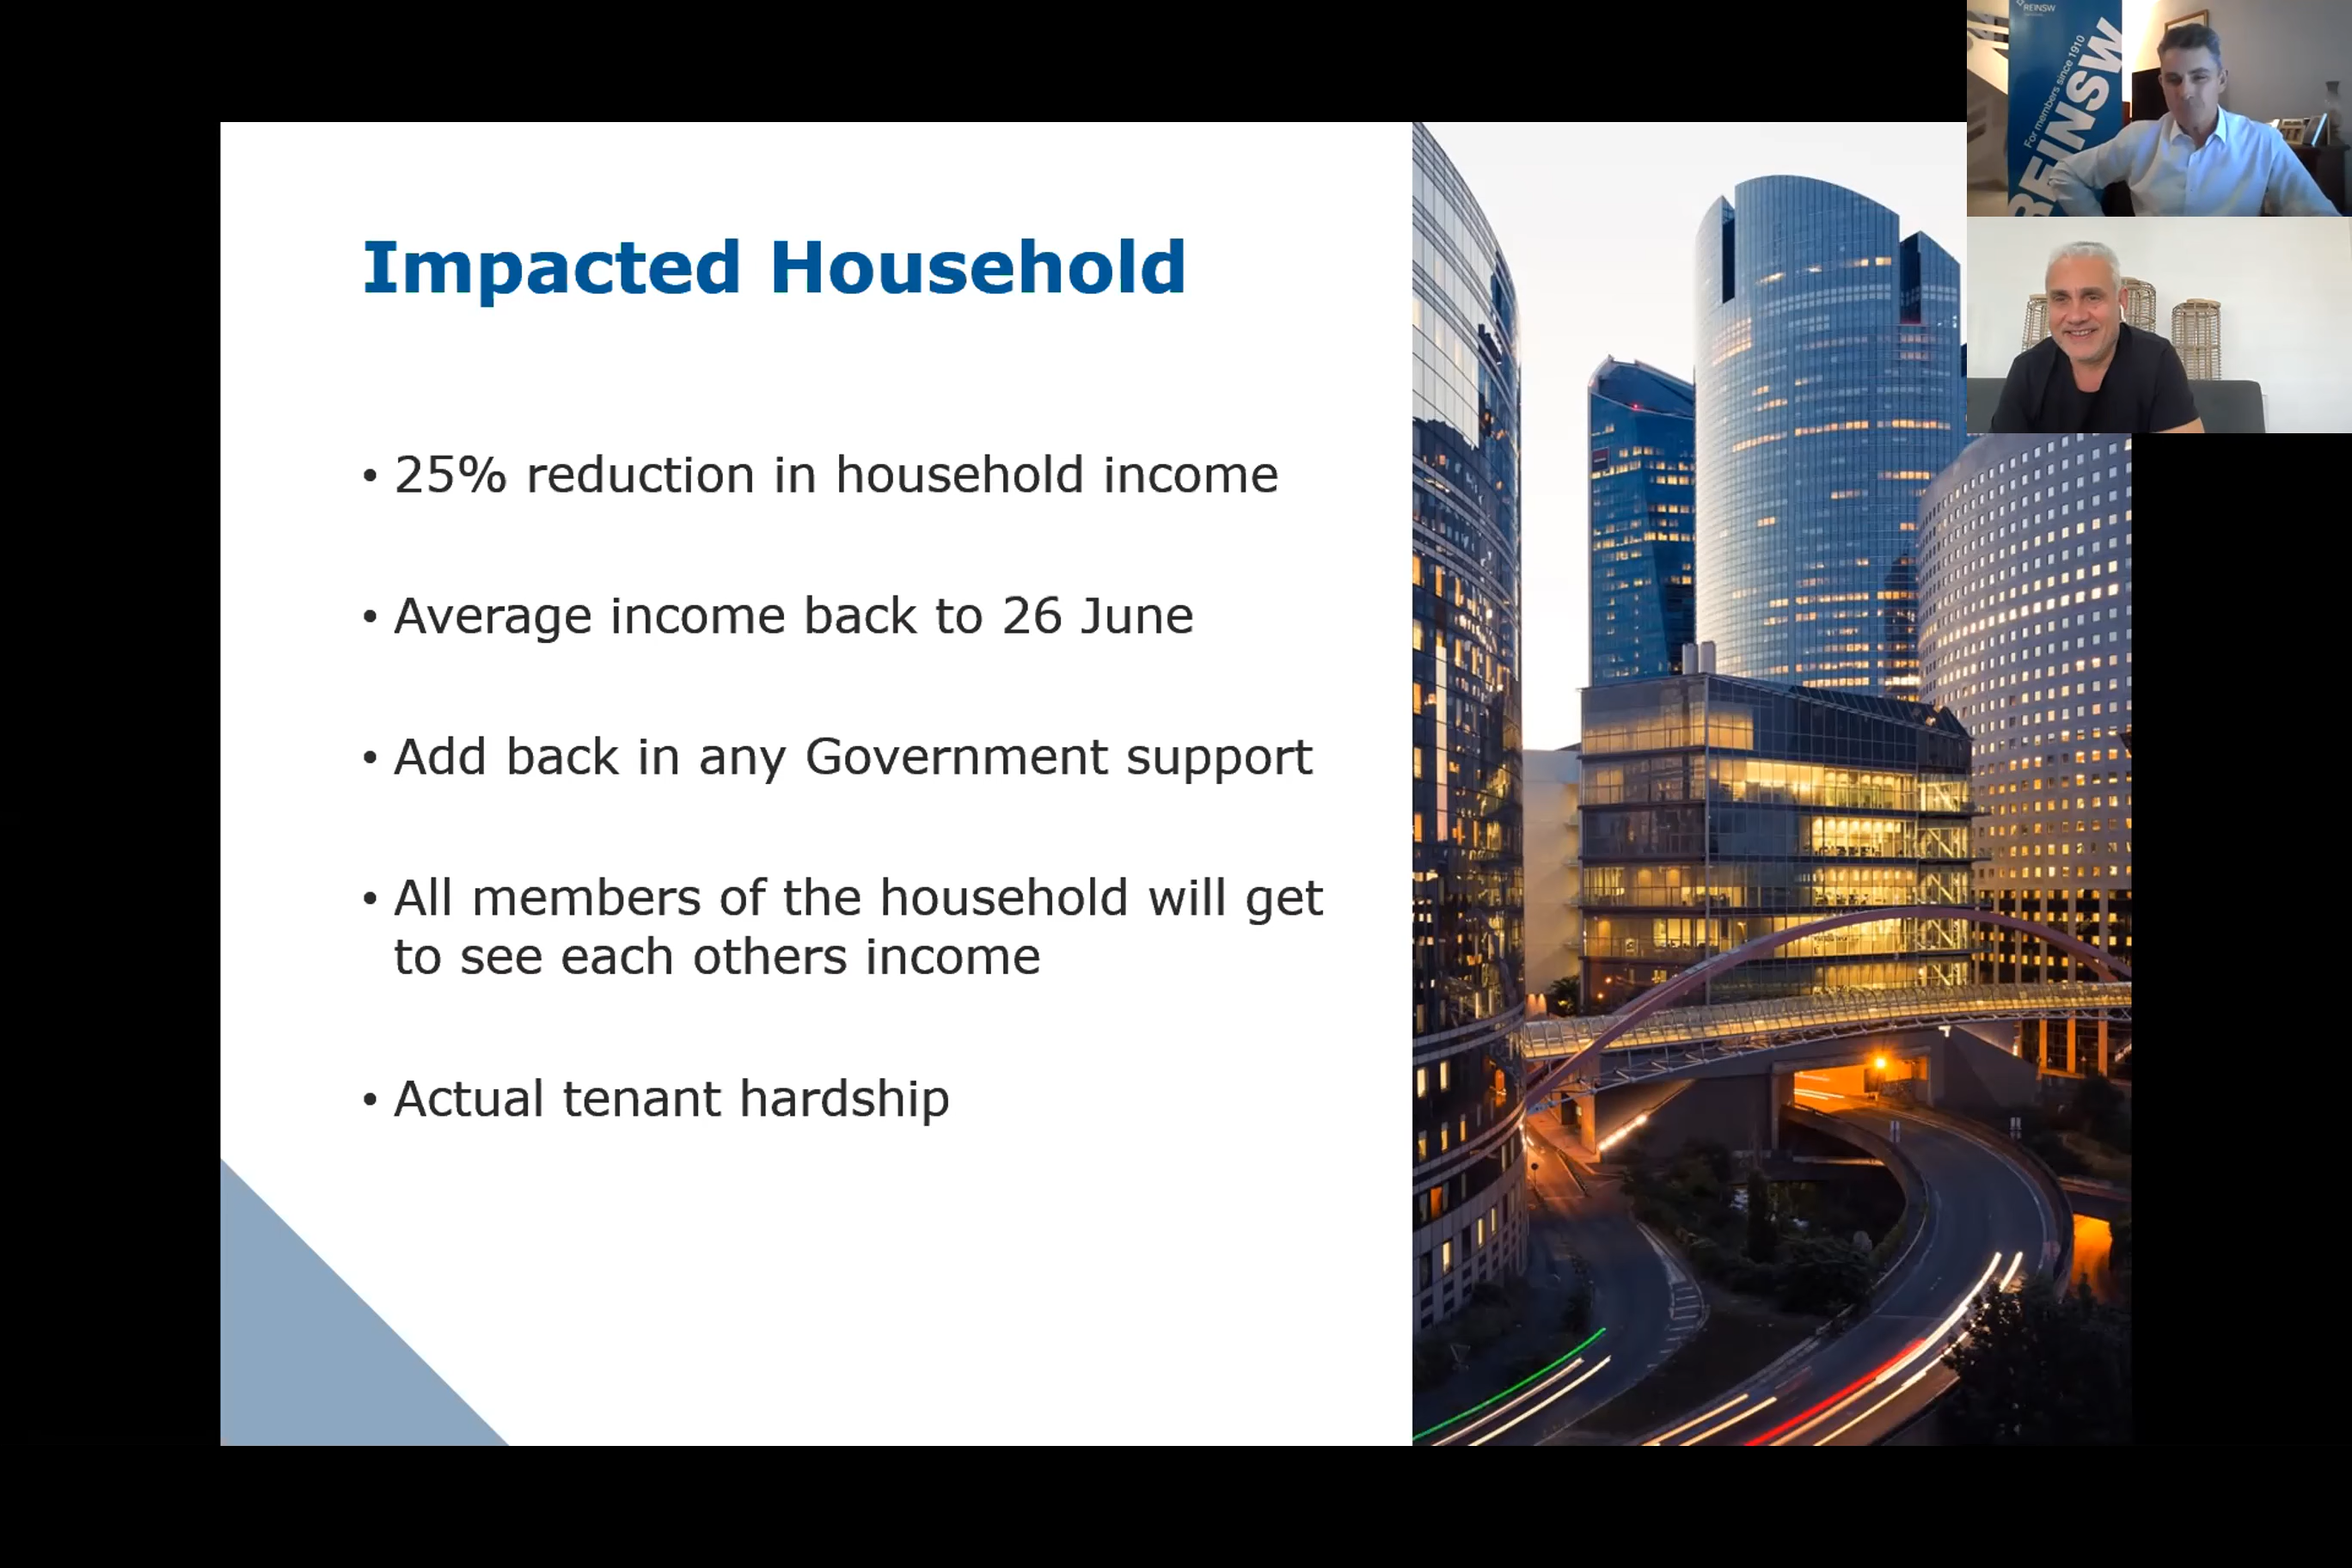 Impacted Household
• 25% reduction in household income
• Average income back to 26 June
• Add back in any Government support
• All members of the household will get
to see each others income
• Actual tenant hardship
REINSW
For members since 1910
REINSW